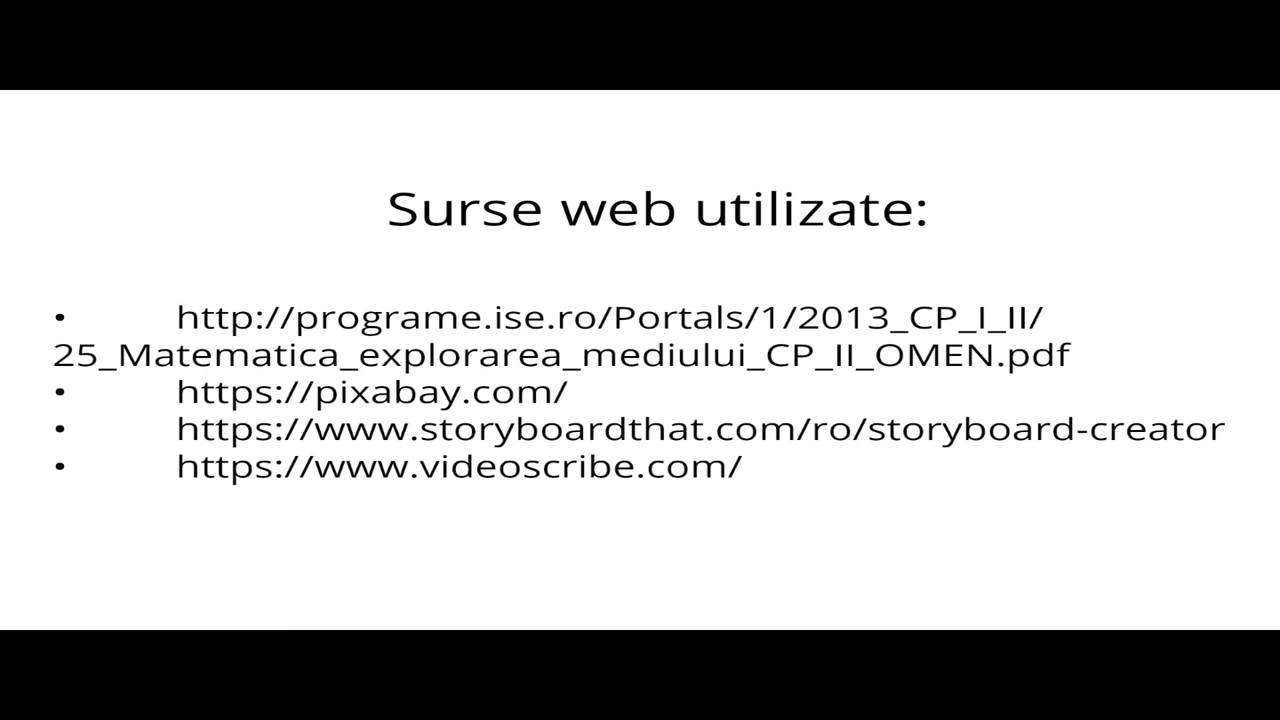 Surse web utilizate:
• http://programe.ise.ro/Portals/1/2013_CP_I_II/
25_Matematica_explorarea_mediului_CP_II_OMEN.pdf
• https://pixabay.com/
• https://www.storyboardthat.com/ro/storyboard-creator
• https://www.videoscribe.com/